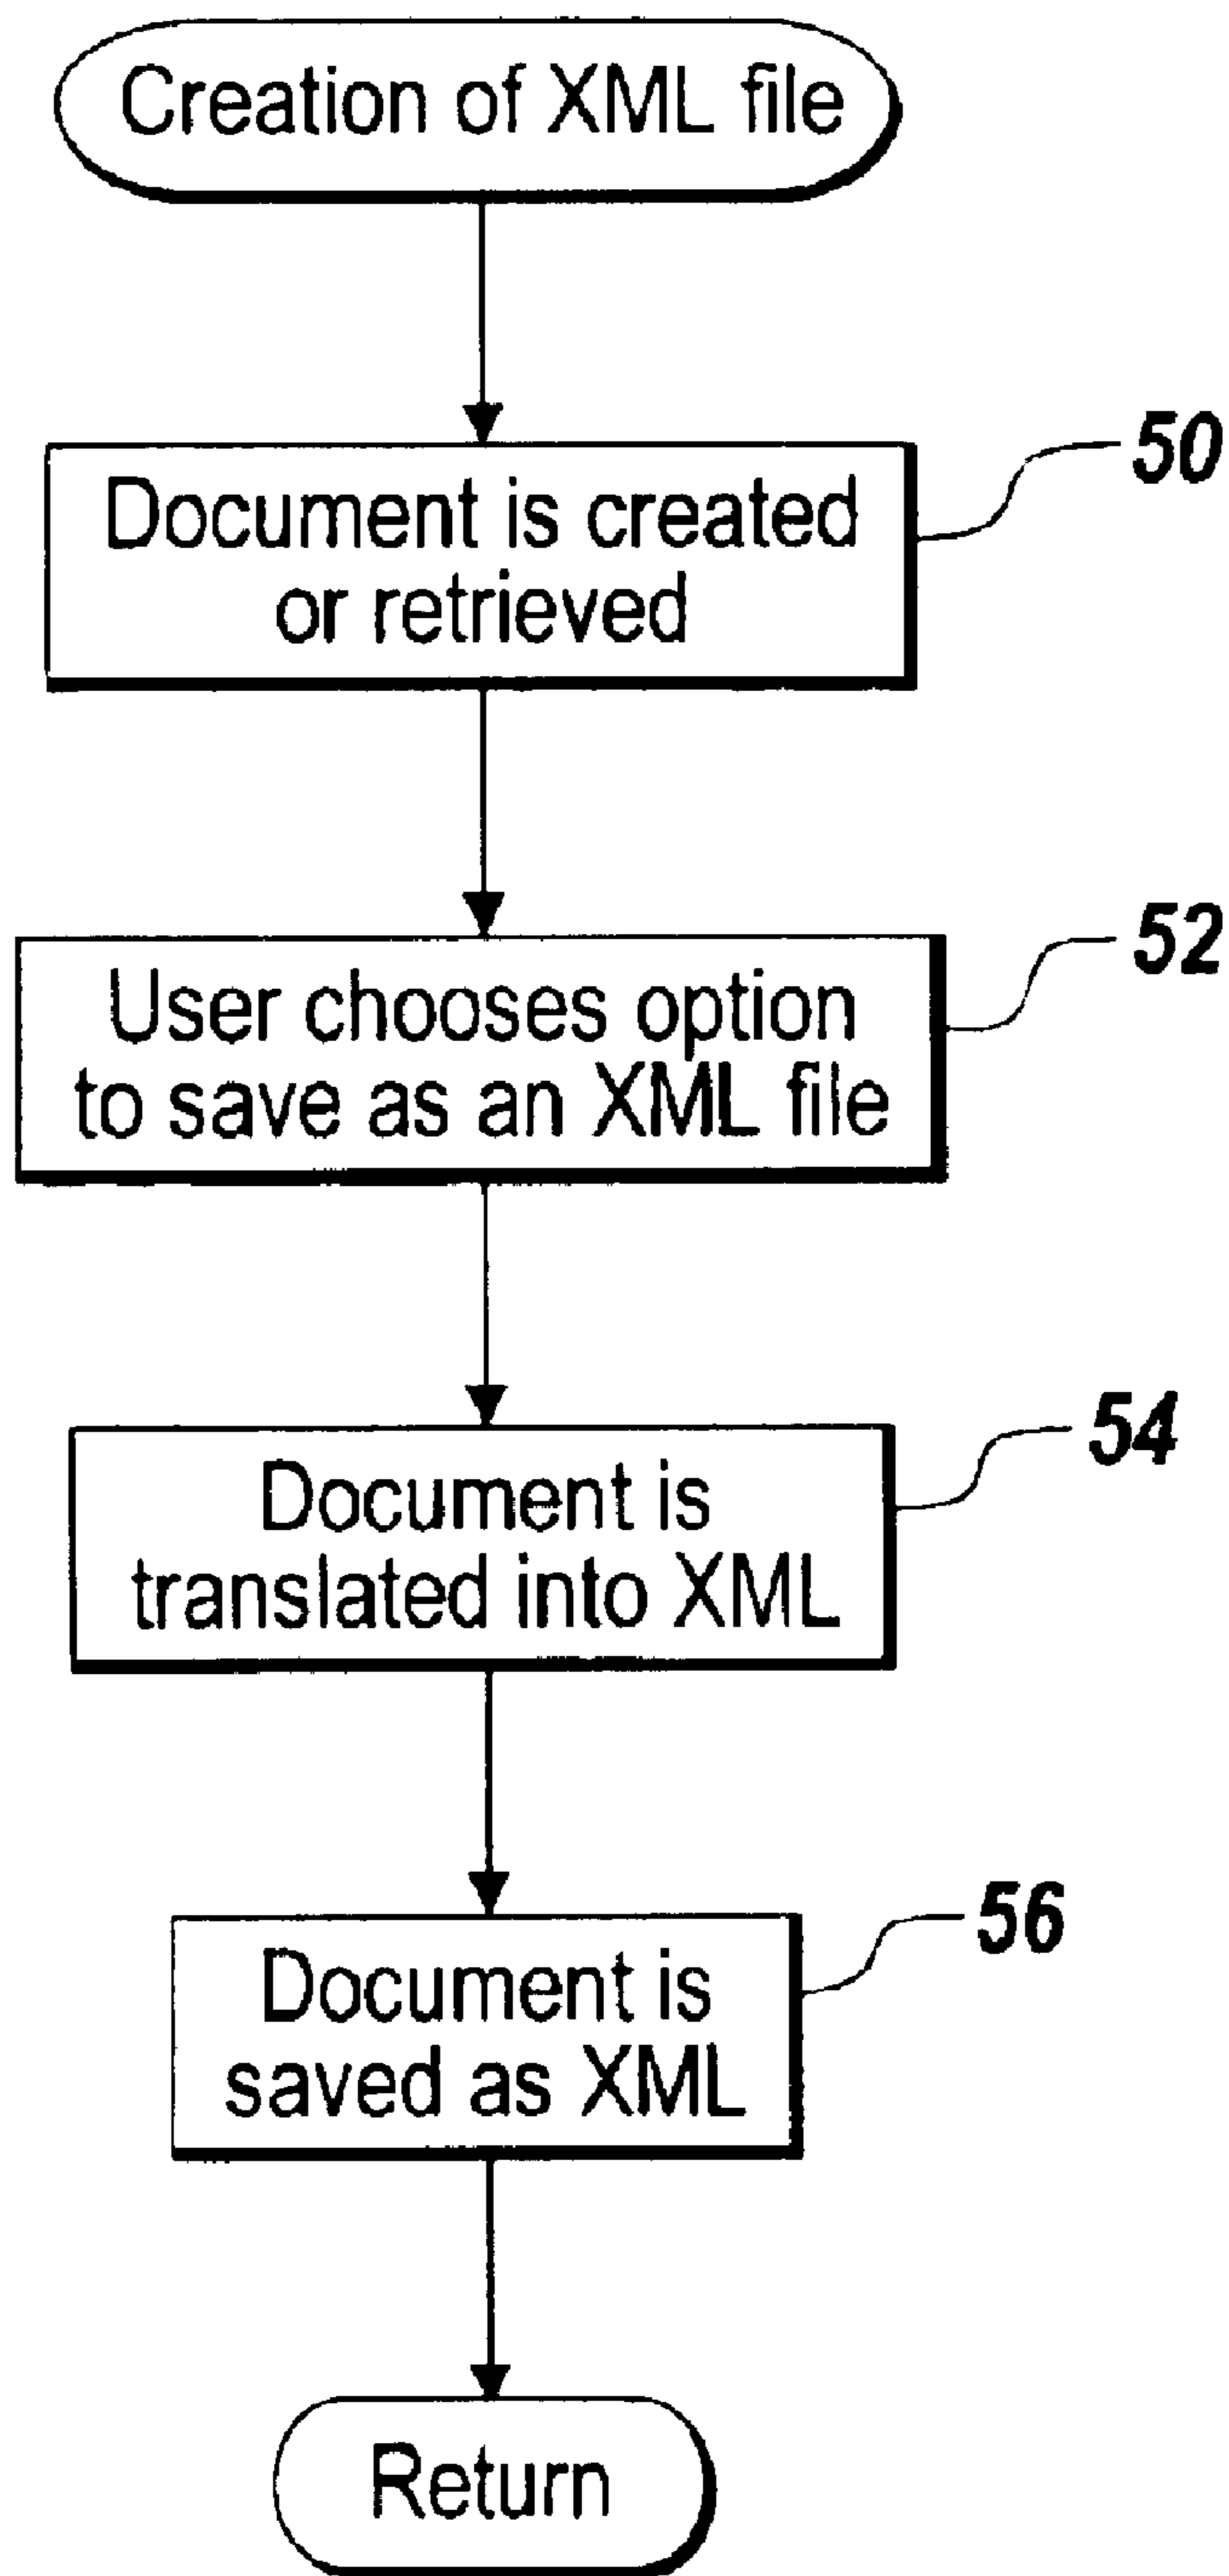 Creation of XML file
50
Document is created
or retrieved
52
User chooses option
to save as an XML file
54
Document is
translated into XML
56
Document is
saved as XML
Return